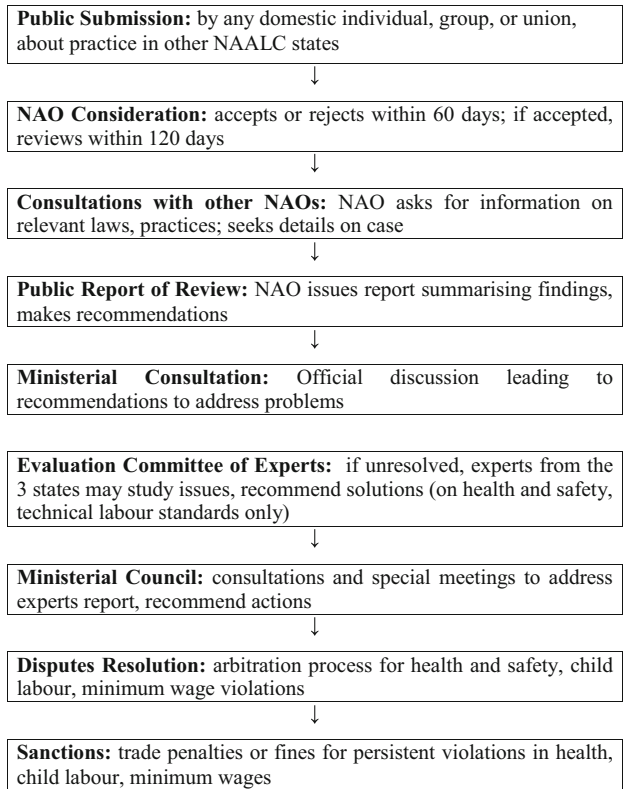 Public Submission: by any domestic individual, group, or union,
about practice in other NAALC states
↓
NAO Consideration: accepts or rejects within 60 days; if accepted,
reviews within 120 days
↓
Consultations with other NAOs: NAO asks for information on
relevant laws, practices; seeks details on case
↓
Public Report of Review: NAO issues report summarising findings,
makes recommendations
↓
Ministerial Consultation: Official discussion leading to
recommendations to address problems
Evaluation Committee of Experts: if unresolved, experts from the
3 states may study issues, recommend solutions (on health and safety,
technical labour standards only)
↓
Ministerial Council: consultations and special meetings to address
experts report, recommend actions
↓
Disputes Resolution: arbitration process for health and safety, child
labour, minimum wage violations
↓
Sanctions: trade penalties or fines for persistent violations in health,
child labour, minimum wages